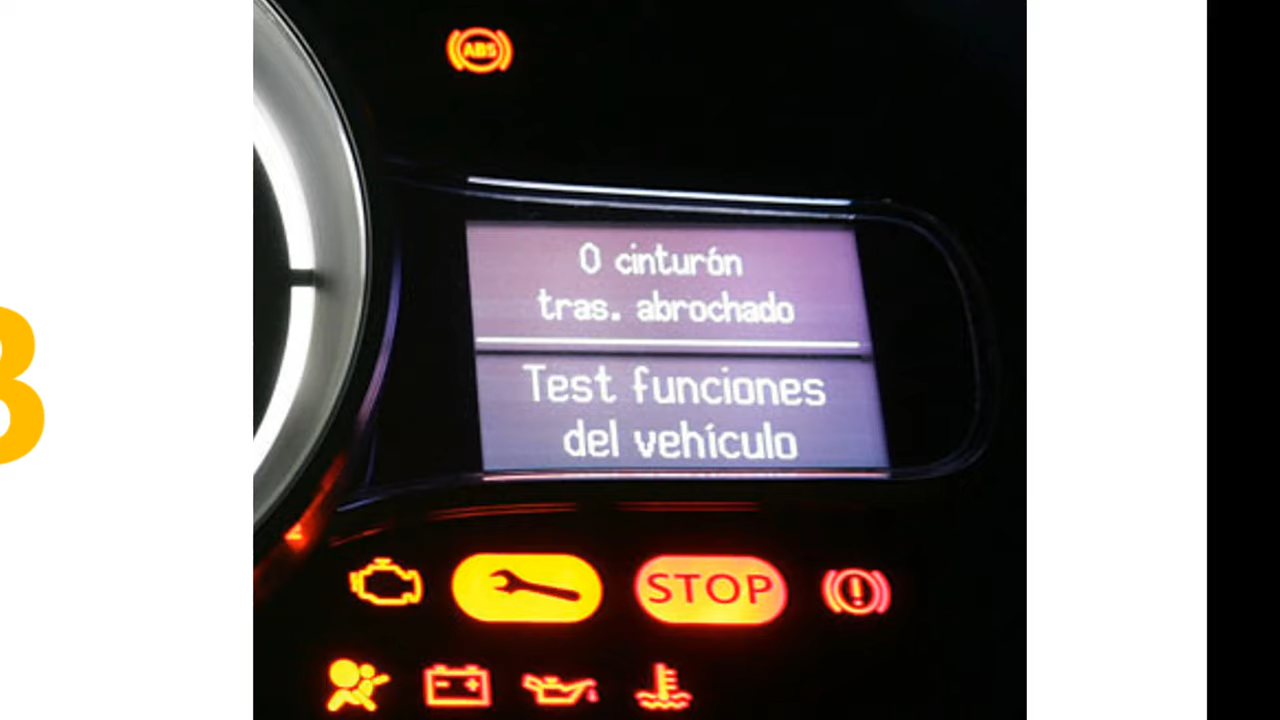 ABS
0 cinturón
tras. abrochado
Test funciones
del vehículo
STOP